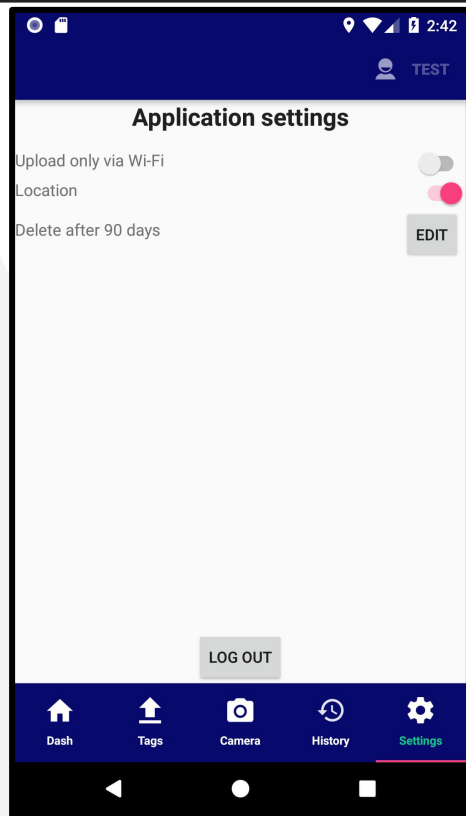 2:42
TEST
Application settings
Upload only via Wi-Fi
Location
Delete after 90 days
EDIT
LOG OUT
Dash
Tags
Camera
History
Settings